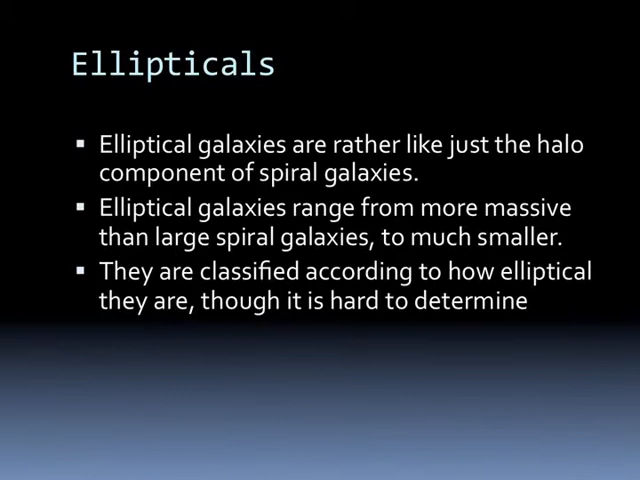 Ellipticals
▪ Elliptical galaxies are rather like just the halo
component of spiral galaxies.
▪ Elliptical galaxies range from more massive
than large spiral galaxies, to much smaller.
▪ They are classified according to how elliptical
they are, though it is hard to determine